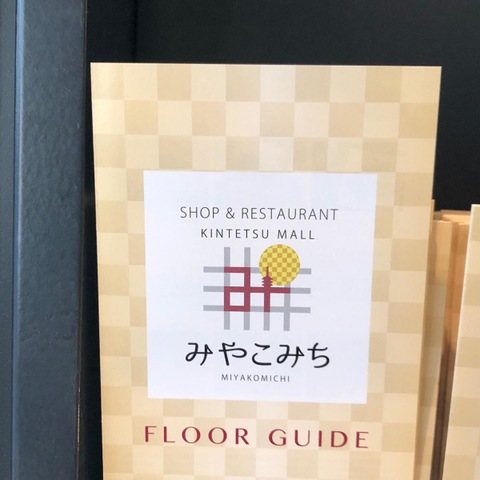 SHOP & RESTAURANT
KINTETSU MALL
みやこみち
MIYAKOMICHI
FLOOR GUIDE